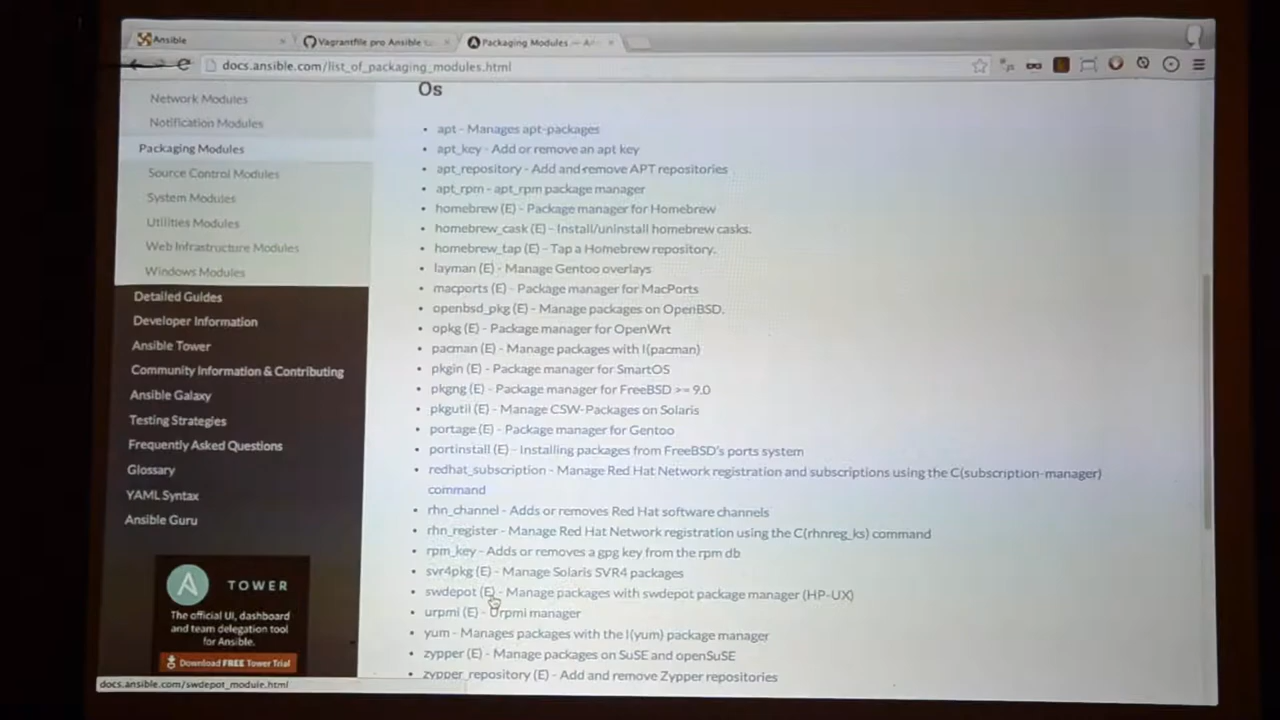 Ansible
Vagrantfile pro Ansible
Packaging Modules — 
docs.ansible.com/list_of_packaging_modules.html
Network Modules
Notification Modules
Packaging Modules
Source Control Modules
System Modules
Utilities Modules
Web Infrastructure Modules
Windows Modules
Detailed Guides
Developer Information
Ansible Tower
Community Information & Contributing
Ansible Galaxy
Testing Strategies
Frequently Asked Questions
Glossary
YAML Syntax
Ansible Guru
TOWER
The official UI, dashboard
and team delegation tool
for Ansible.
Download FREE Tower Trial
docs.ansible.com/swdepot_module.html
Os
• apt - Manages apt-packages
• apt_key - Add or remove an apt key
• apt_repository - Add and remove APT repositories
• apt_rpm - apt_rpm package manager
• homebrew (E) - Package manager for Homebrew
• homebrew_cask (E) - Install/uninstall homebrew casks.
• homebrew_tap (E) - Tap a Homebrew repository.
• layman (E) - Manage Gentoo overlays
• macports (E) - Package manager for MacPorts
• openbsd_pkg (E) - Manage packages on OpenBSD.
• opkg (E) - Package manager for OpenWrt
• pacman (E) - Manage packages with I(pacman)
• pkgin (E) - Package manager for SmartOS
• pkgng (E) - Package manager for FreeBSD >= 9.0
• pkgutil (E) - Manage CSW-Packages on Solaris
• portage (E) - Package manager for Gentoo
• portinstall (E) - Installing packages from FreeBSD's ports system
• redhat_subscription - Manage Red Hat Network registration and subscriptions using the C(subscription-manager)
command
• rhn_channel - Adds or removes Red Hat software channels
• rhn_register - Manage Red Hat Network registration using the C(rhnreg_ks) command
• rpm_key - Adds or removes a gpg key from the rpm db
• svr4pkg (E) - Manage Solaris SVR4 packages
• swdepot (E) - Manage packages with swdepot package manager (HP-UX)
• urpmi (E) - Urpmi manager
• yum - Manages packages with the I(yum) package manager
• zypper (E) - Manage packages on SuSE and openSuSE
• zypper_repository (E) - Add and remove Zypper repositories